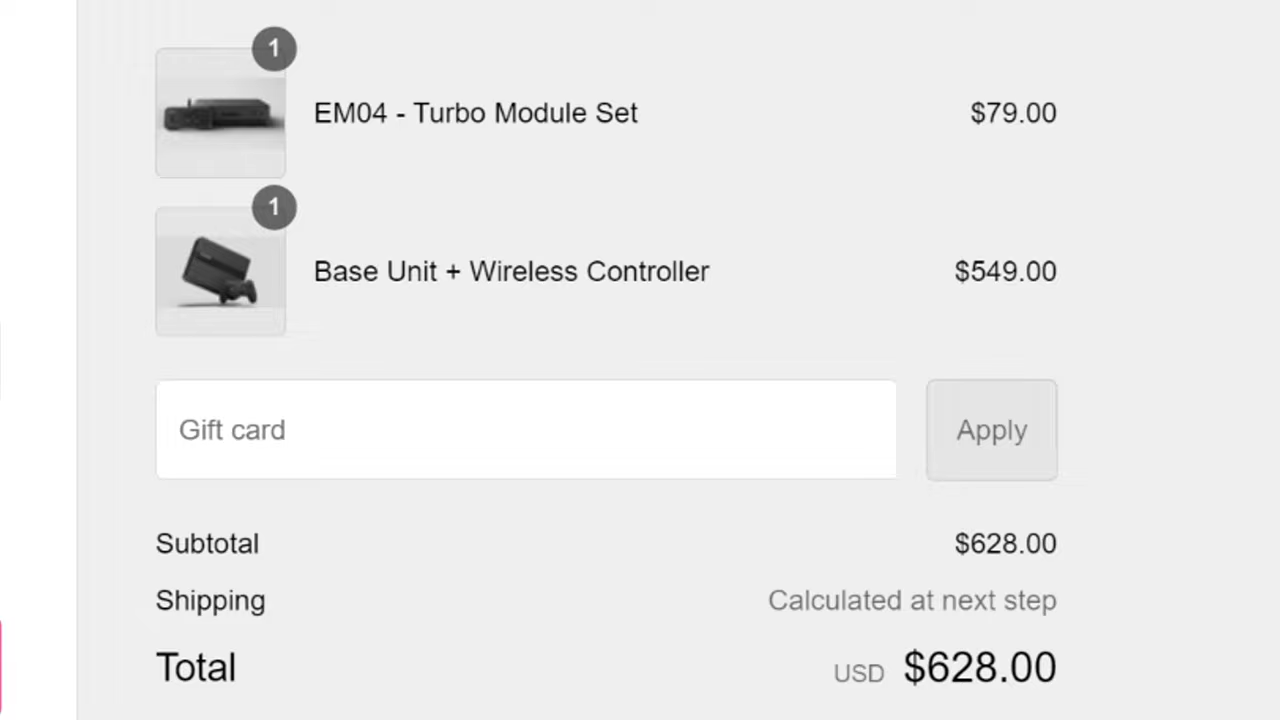 1
EM04 - Turbo Module Set $79.00
1
Base Unit + Wireless Controller $549.00
Gift card Apply
Subtotal $628.00
Shipping Calculated at next step
Total USD $628.00